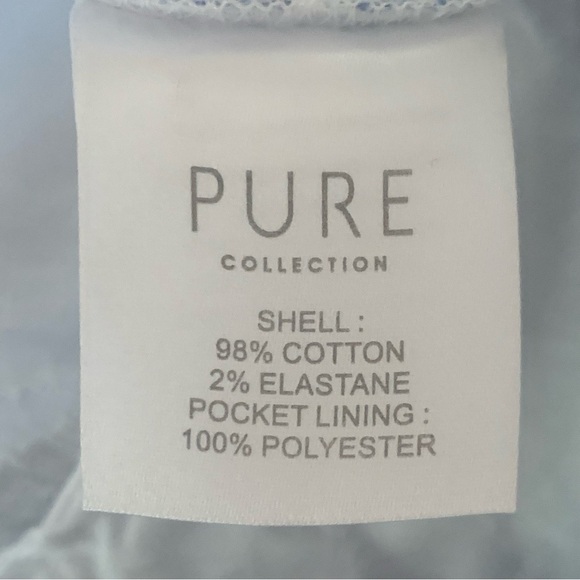 PURE
COLLECTION
SHELL :
98% COTTON
2% ELASTANE
POCKET LINING :
100% POLYESTER